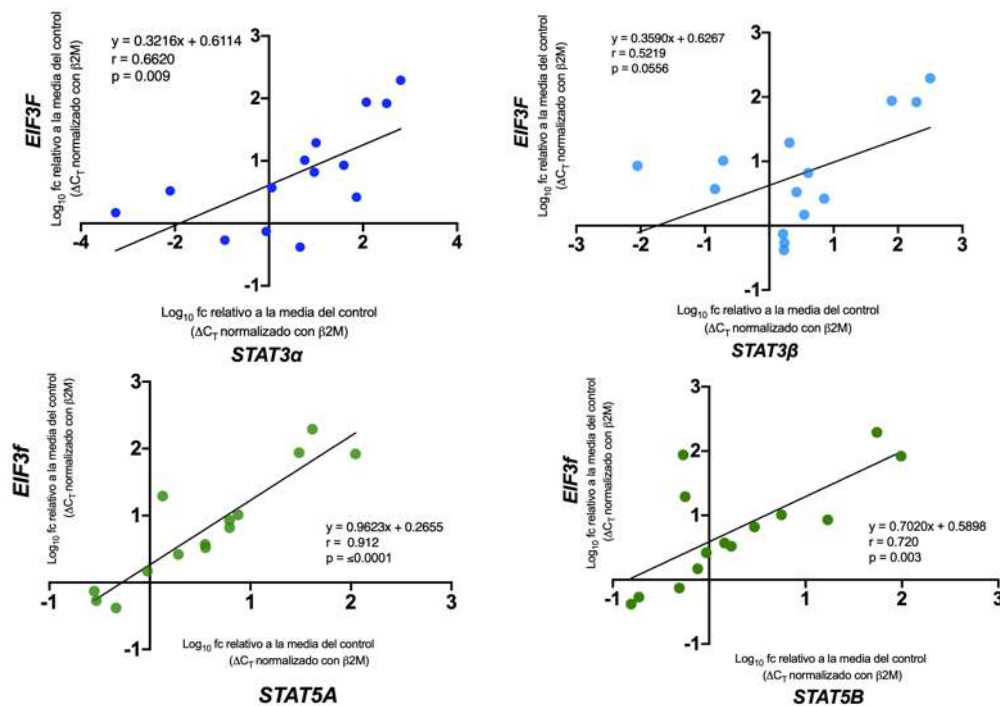 y = 0.3216x + 0.6114
r = 0.6620
p = 0.009
EIF3F
Log10 fc relativo a la media del control
(ΔCT normalizado con β2M)
3
2
1
-1
-4
-2
2
4
Log10 fc relativo a la media del control
(ΔCT normalizado con β2M)
STAT3α
y = 0.3590x + 0.6267
r = 0.5219
p = 0.0556
EIF3F
Log10 fc relativo a la media del control
(ΔCT normalizado con β2M)
3
2
1
-1
-3
-2
-1
1
2
3
Log10 fc relativo a la media del control
(ΔCT normalizado con β2M)
STAT3β
EIF3f
Log10 fc relativo a la media del control
(ΔCT normalizado con β2M)
3
2
1
-1
-1
1
2
3
y = 0.9623x + 0.2655
r = 0.912
p = ≤0.0001
Log10 fc relativo a la media del control
(ΔCT normalizado con β2M)
STAT5A
EIF3f
Log10 fc relativo a la media del control
(ΔCT normalizado con β2M)
3
2
1
-1
-1
1
2
3
y = 0.7020x + 0.5898
r = 0.720
p = 0.003
Log10 fc relativo a la media del control
(ΔCT normalizado con β2M)
STAT5B